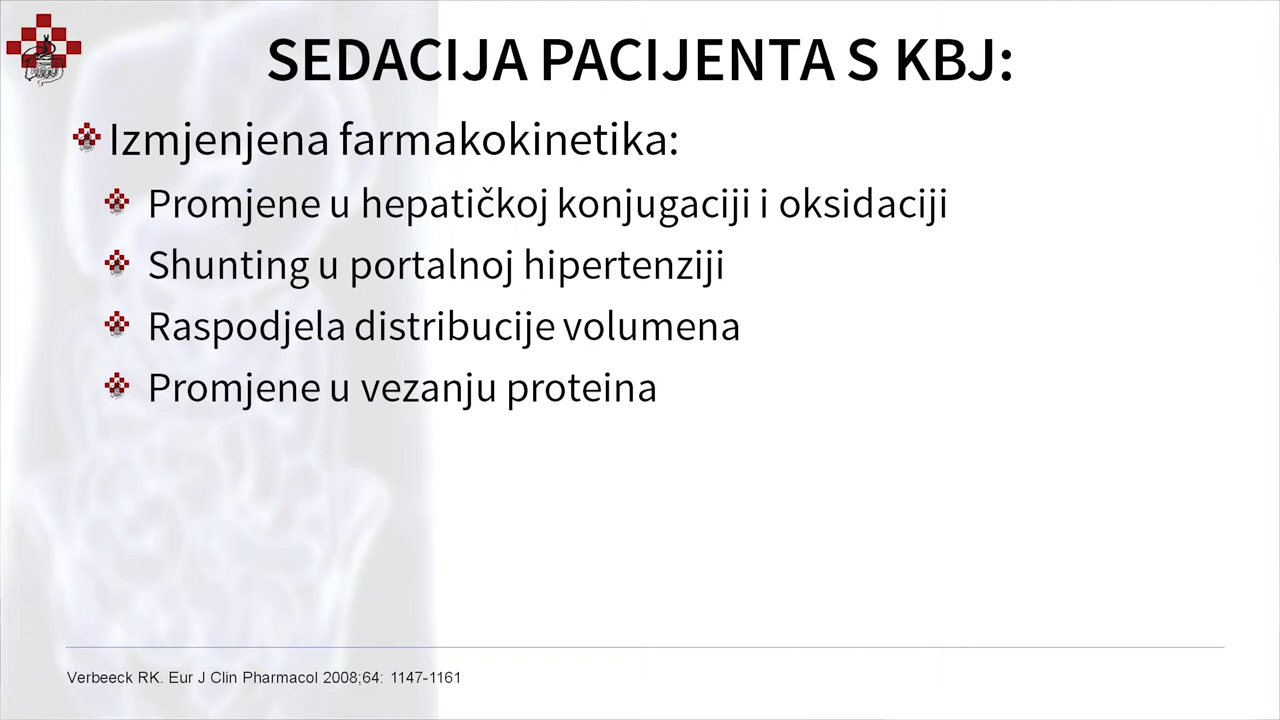 SEDACIJA PACIJENTA S KBJ:
Izmjenjena farmakokinetika:
Promjene u hepatičkoj konjugaciji i oksidaciji
Shunting u portalnoj hipertenziji
Raspodjela distribucije volumena
Promjene u vezanju proteina
Verbeeck RK. Eur J Clin Pharmacol 2008;64: 1147-1161